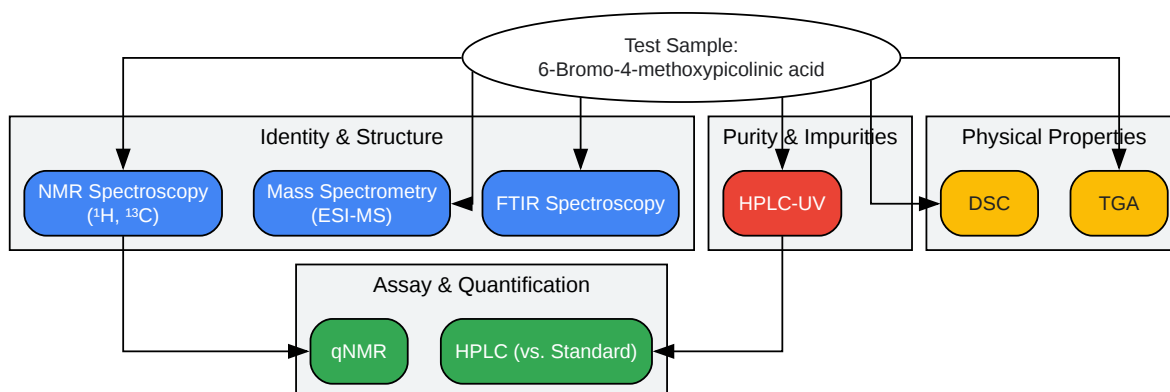 Test Sample:
6-Bromo-4-methoxypicolinic acid
Identity & Structure
Purity & Impurities
Physical Properties
NMR Spectroscopy
(¹H, ¹³C)
Mass Spectrometry
(ESI-MS)
FTIR Spectroscopy
HPLC-UV
DSC
TGA
Assay & Quantification
qNMR
HPLC (vs. Standard)